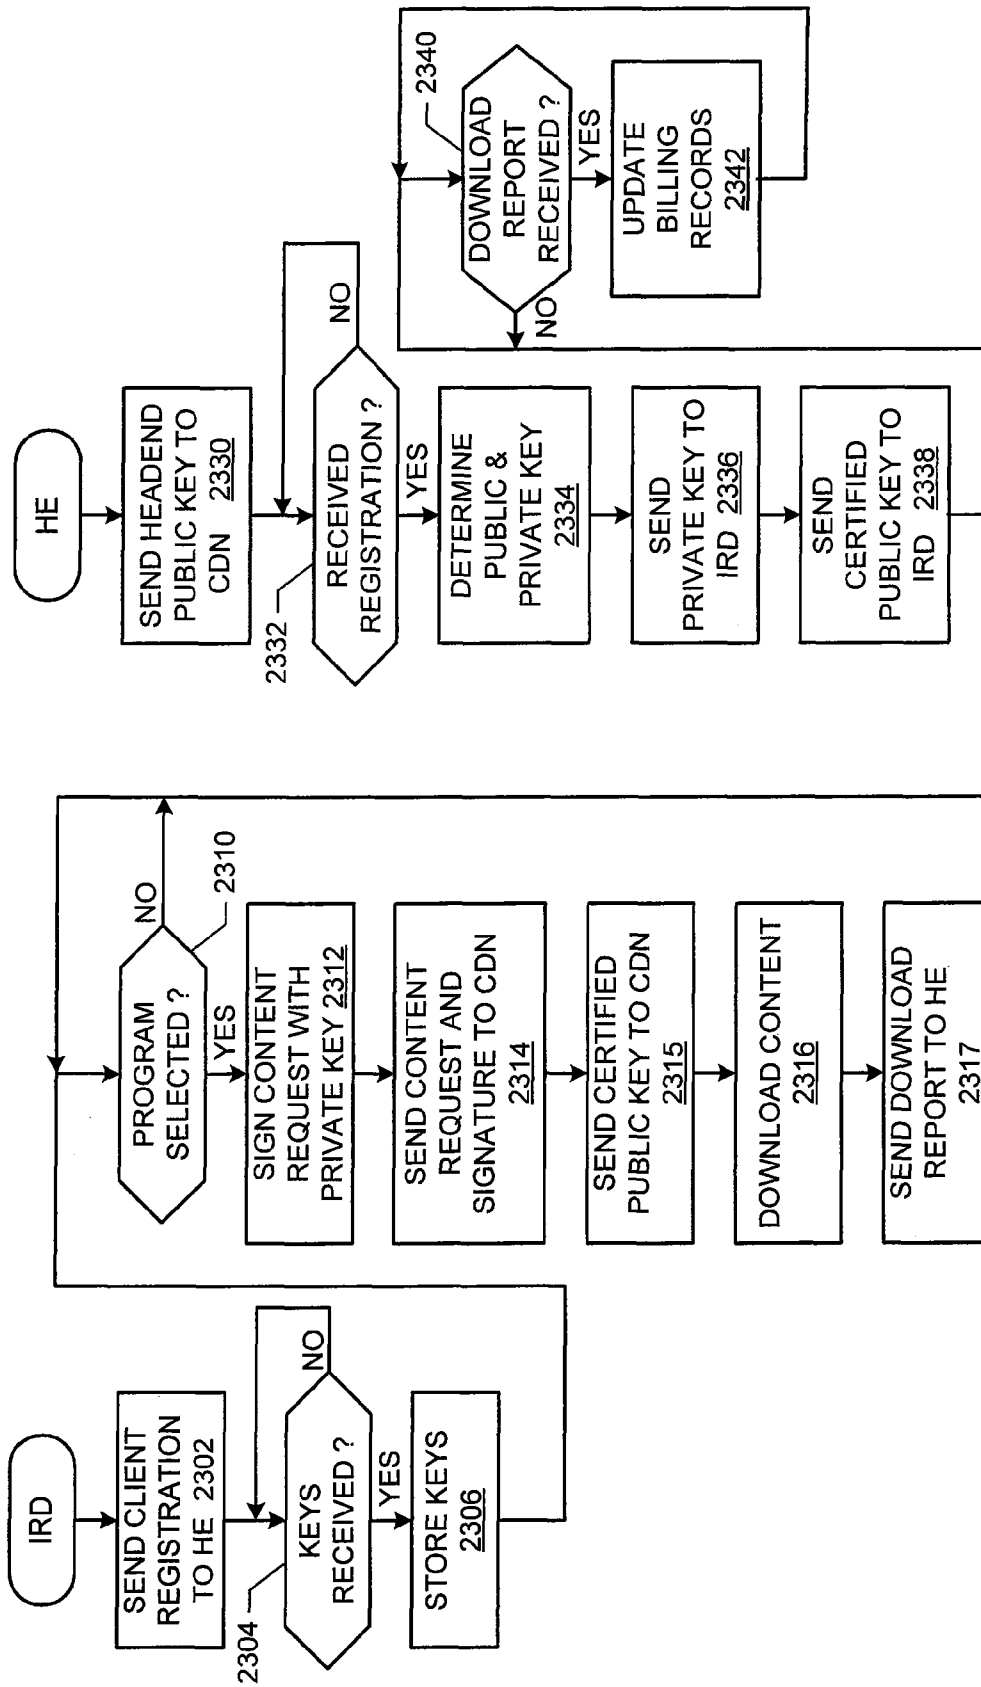 IRD
SEND CLIENT
REGISTRATION
TO HE 2302
2304
KEYS
RECEIVED ?
NO
YES
STORE KEYS
2306
PROGRAM
SELECTED ?
NO
2310
YES
SIGN CONTENT
REQUEST WITH
PRIVATE KEY 2312
SEND CONTENT
REQUEST AND
SIGNATURE TO CDN
2314
SEND CERTIFIED
PUBLIC KEY TO CDN
2315
DOWNLOAD CONTENT
2316
SEND DOWNLOAD
REPORT TO HE
2317
HE
SEND HEADEND
PUBLIC KEY TO
CDN 2330
2332
RECEIVED
REGISTRATION ?
NO
YES
DETERMINE
PUBLIC &
PRIVATE KEY
2334
SEND
PRIVATE KEY TO
IRD 2336
SEND
CERTIFIED
PUBLIC KEY TO
IRD 2338
2340
DOWNLOAD
REPORT
RECEIVED ?
NO
YES
UPDATE
BILLING
RECORDS
2342